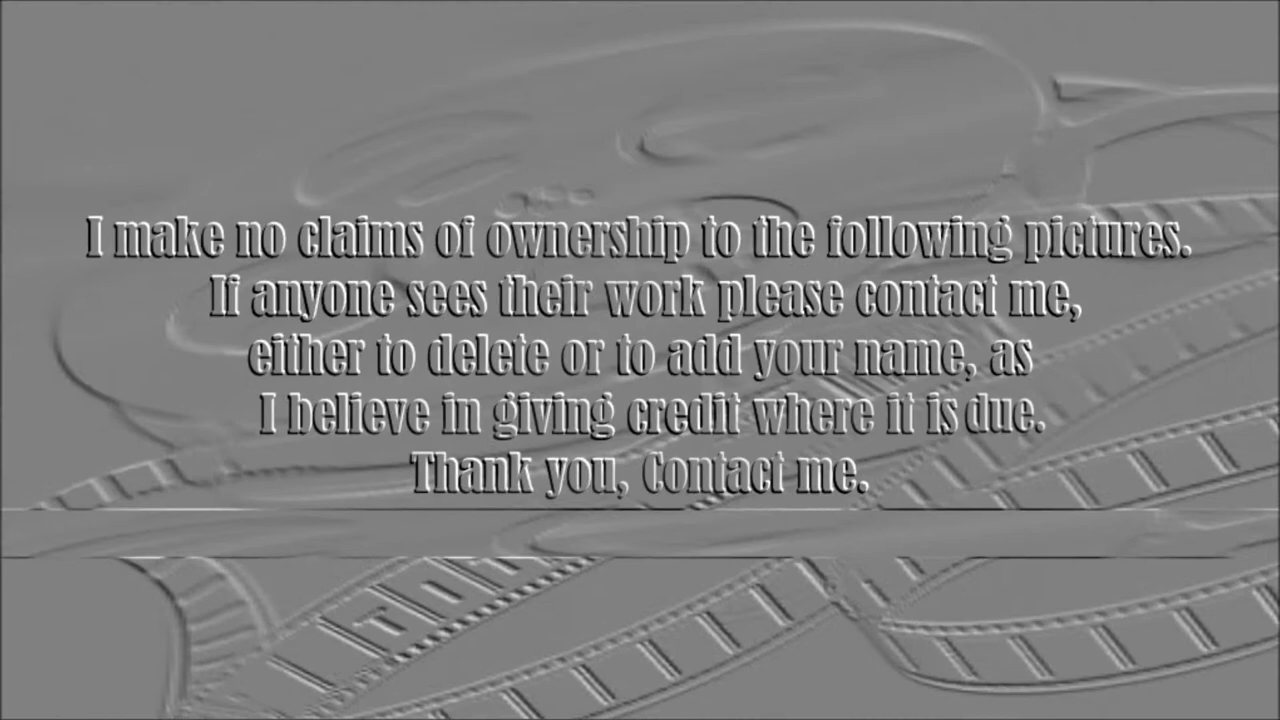 I make no claims of ownership to the following pictures.
If anyone sees their work please contact me,
either to delete or to add your name, as
I believe in giving credit where it is due.
Thank you, Contact me.